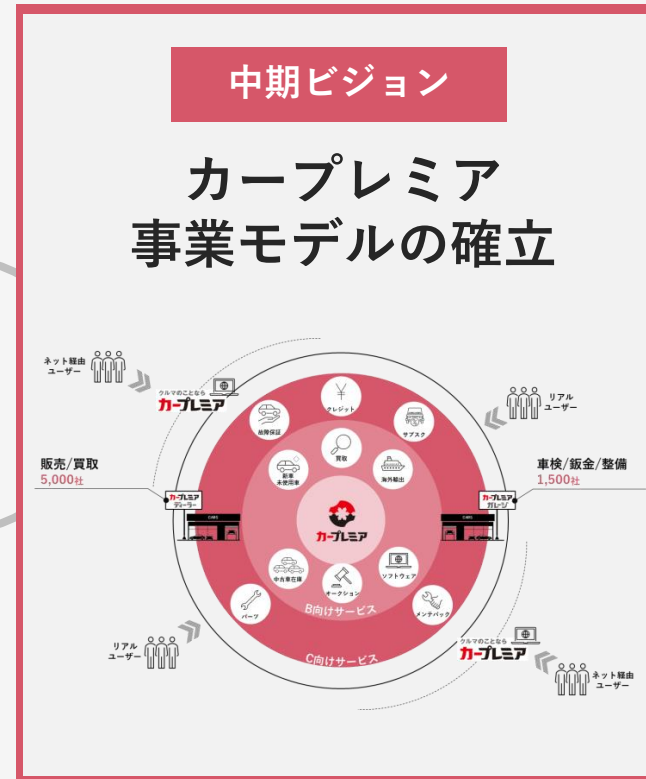 中期ビジョン
カープレミア
事業モデルの確立
ネット経由
ユーザー
クルマのことなら
カープレミア
リアル
ユーザー
クレジット
故障保証
サブスク
買取
新車
未使用車
海外輸出
販売/買取
5,000社
車検/鈑金/整備
1,500社
カープレミア
ディーラー
CARS
カープレミア
カープレミア
ガレージ
CARS
中古車在庫
オークション
ソフトウェア
パーツ
メンテパック
B向けサービス
C向けサービス
リアル
ユーザー
クルマのことなら
カープレミア
ネット経由
ユーザー